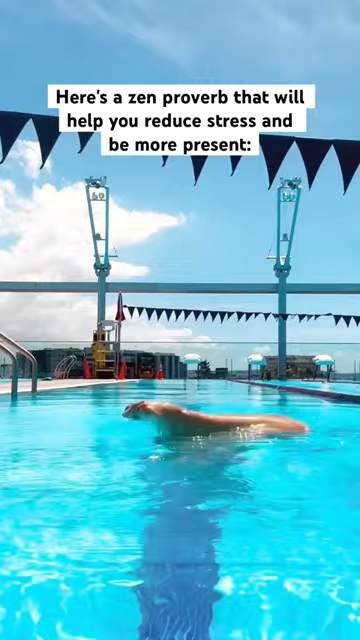 Here's a zen proverb that will
help you reduce stress and
be more present: